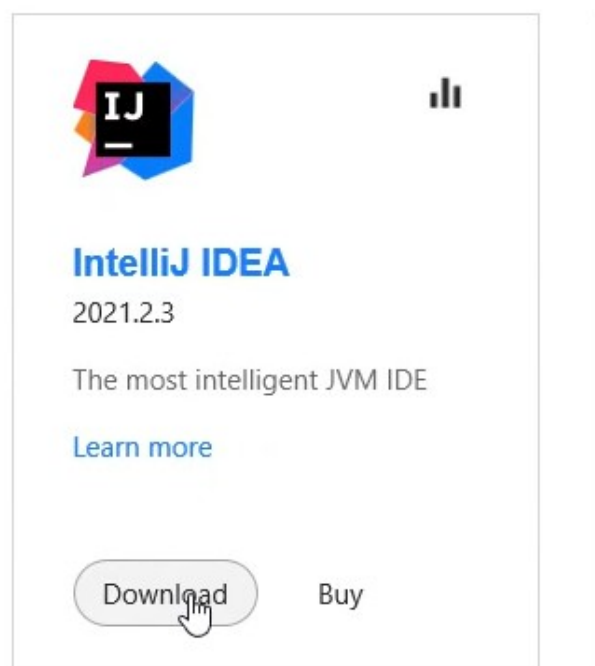 IJ
IntelliJ IDEA
2021.2.3
The most intelligent JVM IDE
Learn more
Download Buy